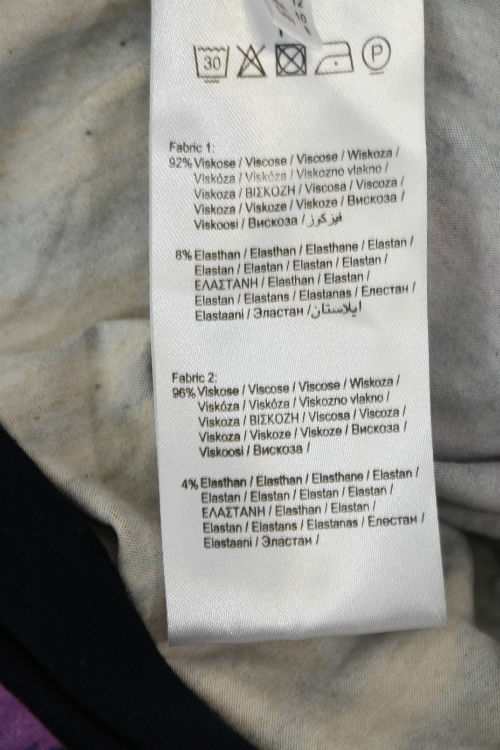 30
P
Fabric 1:
92% Viskose / Viscose / Viscose / Wiskoza /
Viskóza / Viskóza / Viskozno vlakno /
Viskoza / ΒΙΣΚΟΖΗ / Viscosa / Viscoza /
Viskoza / Viskoze / Viskoze / Вискоза /
Viskoosi / Вискоза / فيزكوز
8% Elasthan / Elasthan / Elasthane / Elastan /
Elastan / Elastan / Elastan / Elastan /
ΕΛΑΣΤΑΝΗ / Elasthan / Elastan /
Elastan / Elastans / Elastanas / Еластан /
Elastaani / Эластан / ايلاستان
Fabric 2:
96% Viskose / Viscose / Viscose / Wiskoza /
Viskóza / Viskóza / Viskozno vlakno /
Viskoza / ΒΙΣΚΟΖΗ / Viscosa / Viscoza /
Viskoza / Viskoze / Viskoze / Вискоза /
Viskoosi / Вискоза /
4% Elasthan / Elasthan / Elasthane / Elastan /
Elastan / Elastan / Elastan / Elastan /
ΕΛΑΣΤΑΝΗ / Elasthan / Elastan /
Elastan / Elastans / Elastanas / Еластан /
Elastaani / Эластан /